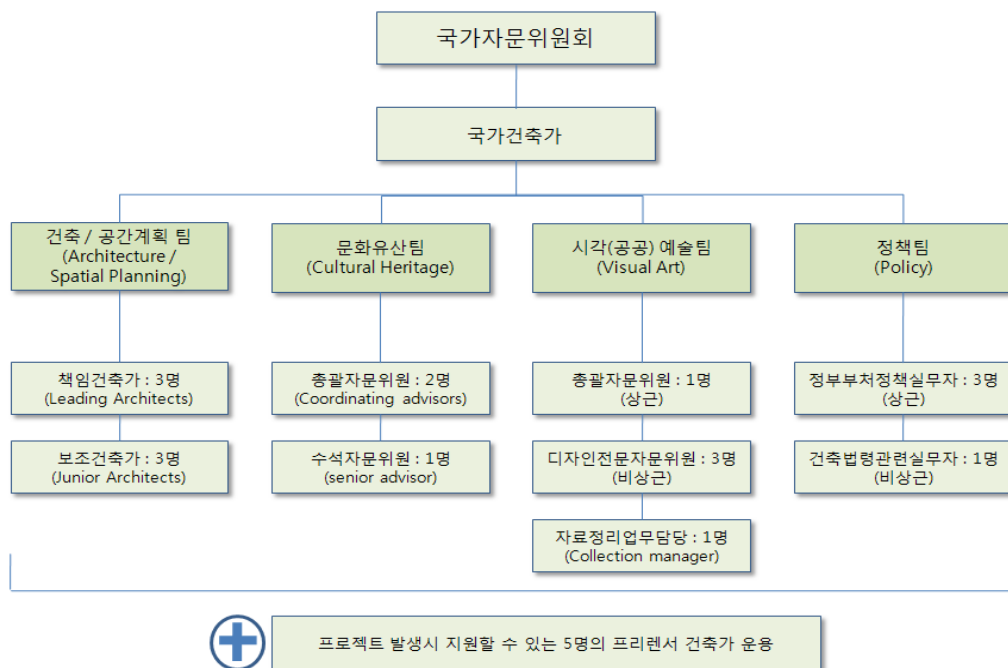 국가자문위원회
국가건축가
건축 / 공간계획 팀
(Architecture /
Spatial Planning)
문화유산팀
(Cultural Heritage)
시각(공공) 예술팀
(Visual Art)
정책팀
(Policy)
책임건축가 : 3명
(Leading Architects)
총괄자문위원 : 2명
(Coordinating advisors)
총괄자문위원 : 1명
(상근)
정부부처정책실무자 : 3명
(상근)
보조건축가 : 3명
(Junior Architects)
수석자문위원 : 1명
(senior advisor)
디자인전문자문위원 : 3명
(비상근)
건축법령관련실무자 : 1명
(비상근)
자료정리업무담당 : 1명
(Collection manager)
프로젝트 발생시 지원할 수 있는 5명의 프리렌서 건축가 운용